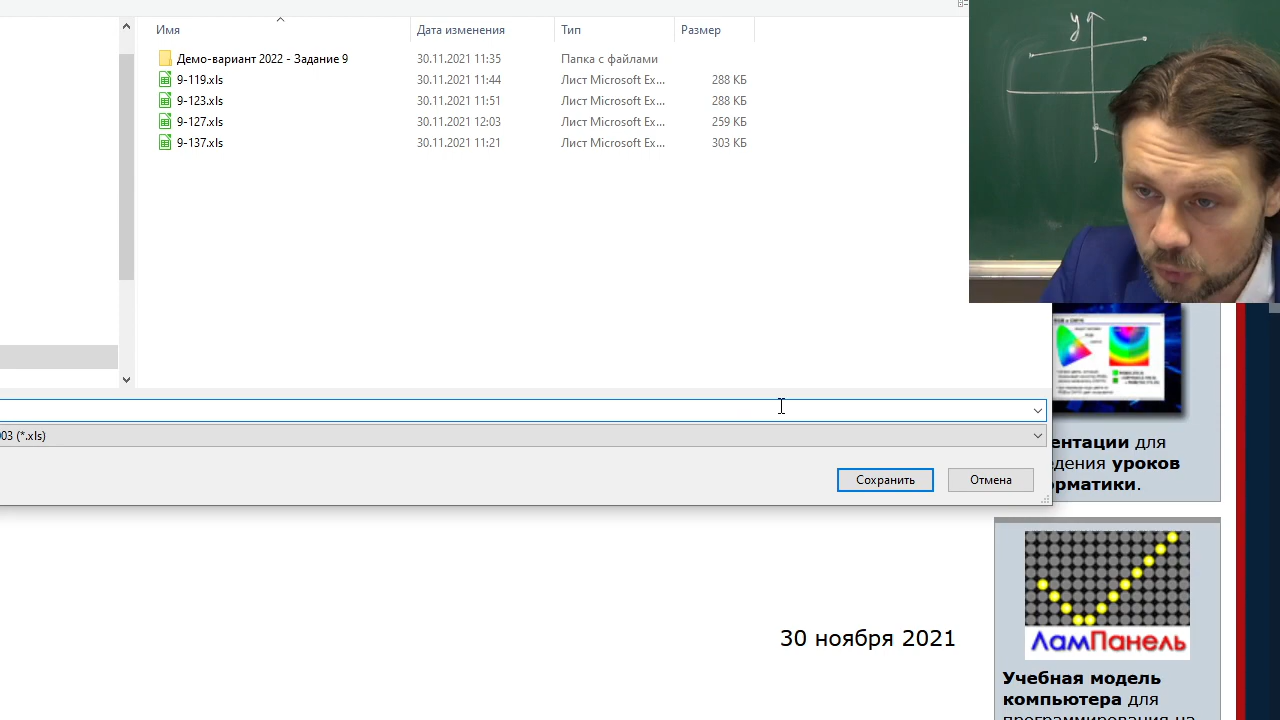 Имя Дата изменения Тип Размер
Демо-вариант 2022 - Задание 9 30.11.2021 11:35 Папка с файлами
9-119.xls 30.11.2021 11:44 Лист Microsoft Ex... 288 КБ
9-123.xls 30.11.2021 11:51 Лист Microsoft Ex... 288 КБ
9-127.xls 30.11.2021 12:03 Лист Microsoft Ex... 259 КБ
9-137.xls 30.11.2021 11:21 Лист Microsoft Ex... 303 КБ
y
03 (*.xls)
Сохранить Отмена
ентации для
едения уроков
орматики.
30 ноября 2021
ЛамПанель
Учебная модель
компьютера для